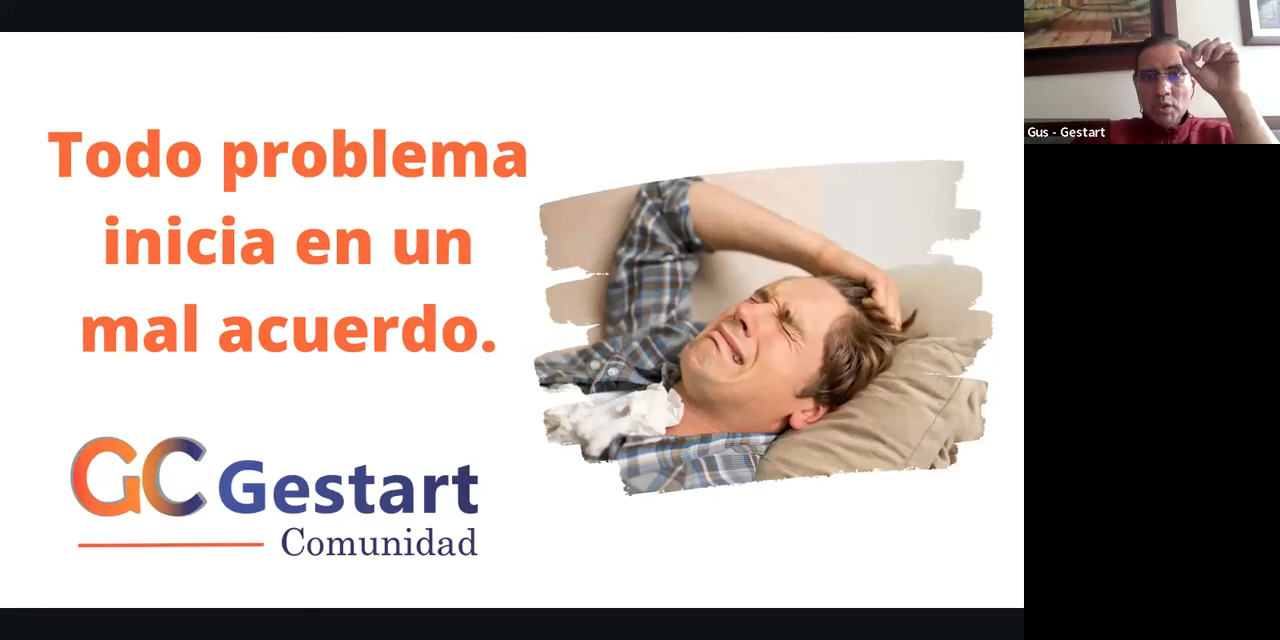 Todo problema
inicia en un
mal acuerdo.
GC Gestart
Comunidad
Gus - Gestart